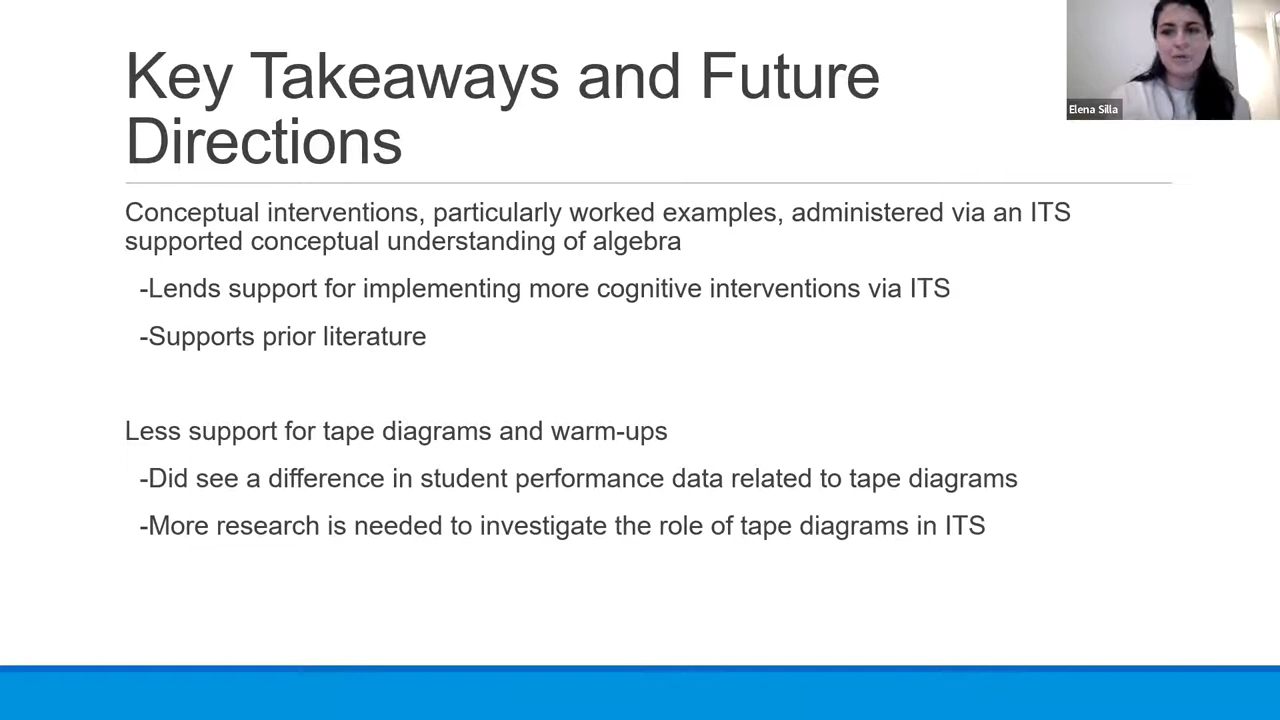 Key Takeaways and Future
Directions
Elena Silla
Conceptual interventions, particularly worked examples, administered via an ITS
supported conceptual understanding of algebra
-Lends support for implementing more cognitive interventions via ITS
-Supports prior literature
Less support for tape diagrams and warm-ups
-Did see a difference in student performance data related to tape diagrams
-More research is needed to investigate the role of tape diagrams in ITS